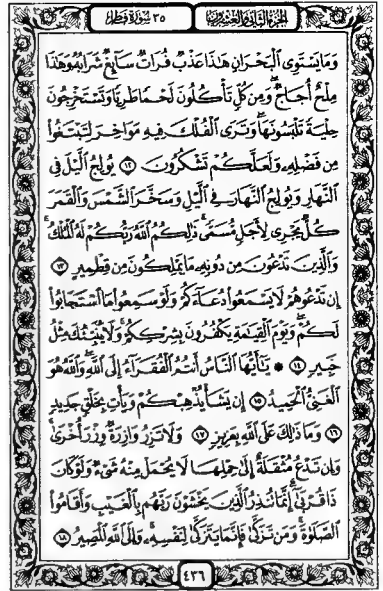 الجزء الثاني والعشرون ٣٥ سورة فاطر
وَمَا يَسْتَوِي الْبَحْرَانِ هَٰذَا عَذْبٌ فُرَاتٌ سَائِغٌ شَرَابُهُ وَهَٰذَا
مِلْحٌ أُجَاجٌ ۖ وَمِن كُلٍّ تَأْكُلُونَ لَحْمًا طَرِيًّا وَتَسْتَخْرِجُونَ
حِلْيَةً تَلْبَسُونَهَا ۖ وَتَرَى الْفُلْكَ فِيهِ مَوَاخِرَ لِتَبْتَغُوا
مِن فَضْلِهِ وَلَعَلَّكُمْ تَشْكُرُونَ ١٢ يُولِجُ اللَّيْلَ فِي
النَّهَارِ وَيُولِجُ النَّهَارَ فِي اللَّيْلِ وَسَخَّرَ الشَّمْسَ وَالْقَمَرَ
كُلٌّ يَجْرِي لِأَجَلٍ مُّسَمًّى ۚ ذَٰلِكُمُ اللَّهُ رَبُّكُمْ لَهُ الْمُلْكُ ۚ
وَالَّذِينَ تَدْعُونَ مِن دُونِهِ مَا يَمْلِكُونَ مِن قِطْمِيرٍ ١٣
إِن تَدْعُوهُمْ لَا يَسْمَعُوا دُعَاءَكُمْ وَلَوْ سَمِعُوا مَا اسْتَجَابُوا
لَكُمْ ۖ وَيَوْمَ الْقِيَامَةِ يَكْفُرُونَ بِشِرْكِكُمْ ۚ وَلَا يُنَبِّئُكَ مِثْلُ
خَبِيرٍ ١٤ ۞ يَا أَيُّهَا النَّاسُ أَنتُمُ الْفُقَرَاءُ إِلَى اللَّهِ ۖ وَاللَّهُ هُوَ
الْغَنِيُّ الْحَمِيدُ ١٥ إِن يَشَأْ يُذْهِبْكُمْ وَيَأْتِ بِخَلْقٍ جَدِيدٍ
١٦ وَمَا ذَٰلِكَ عَلَى اللَّهِ بِعَزِيزٍ ١٧ وَلَا تَزِرُ وَازِرَةٌ وِزْرَ أُخْرَىٰ ۚ
وَإِن تَدْعُ مُثْقَلَةٌ إِلَىٰ حِمْلِهَا لَا يُحْمَلْ مِنْهُ شَيْءٌ وَلَوْ كَانَ
ذَا قُرْبَىٰ ۗ إِنَّمَا تُنذِرُ الَّذِينَ يَخْشَوْنَ رَبَّهُم بِالْغَيْبِ وَأَقَامُوا
الصَّلَاةَ ۚ وَمَن تَزَكَّىٰ فَإِنَّمَا يَتَزَكَّىٰ لِنَفْسِهِ ۚ وَإِلَى اللَّهِ الْمَصِيرُ ١٨
٤٣٦